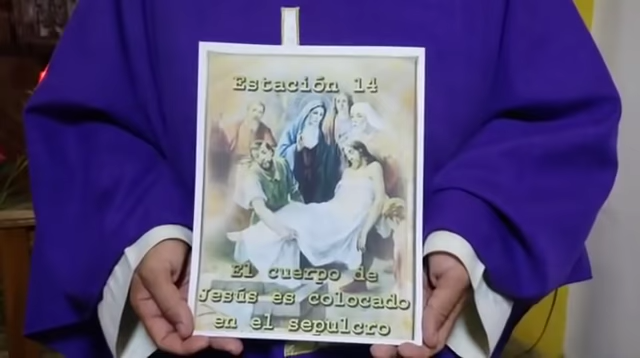 Estación 14
El cuerpo de
Jesús es colocado
en el sepulcro